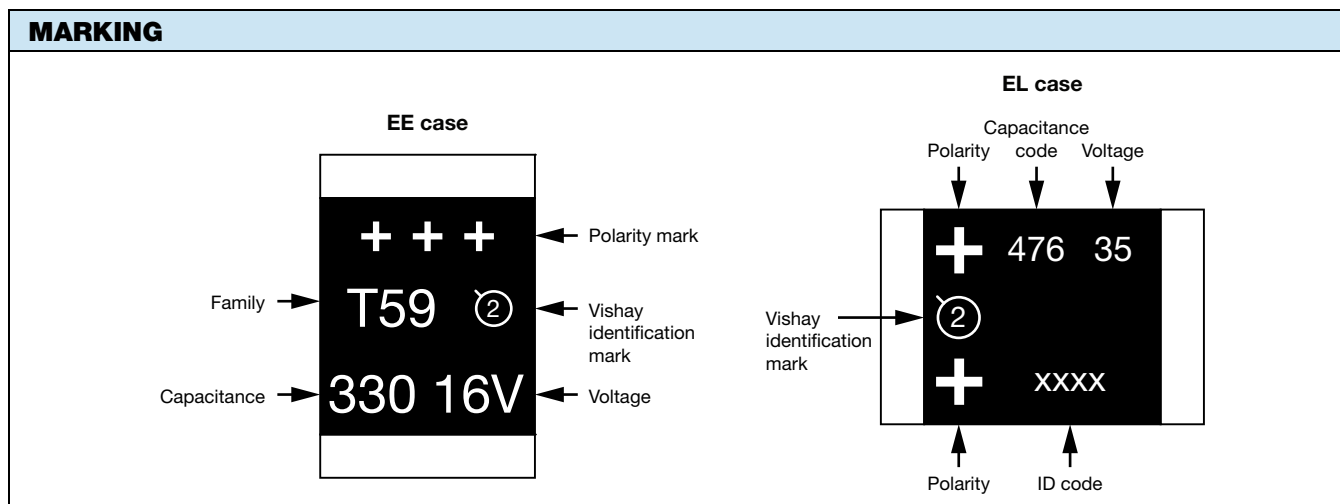 MARKING
EE case
+ + +
Polarity mark
Family
T59 2
Vishay
identification
mark
Capacitance
330 16V
Voltage
EL case
Polarity
Capacitance
code
Voltage
+ 476 35
Vishay
identification
mark
2
+ xxxx
Polarity
ID code